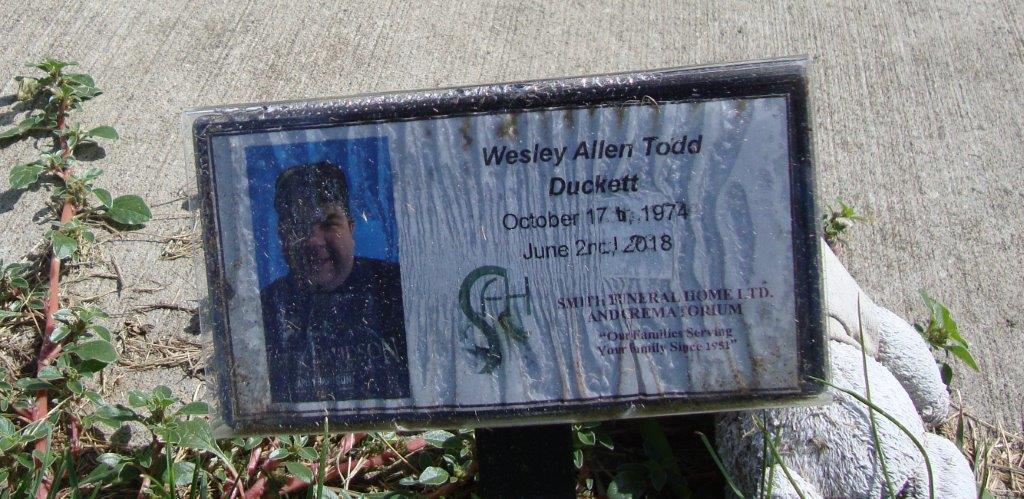 Wesley Allen Todd
Duckett
October 17th, 1974
June 2nd, 2018
SFH
SMITH FUNERAL HOME LTD.
AND CREMATORIUM
"Our Families Serving
Your Family Since 1951"